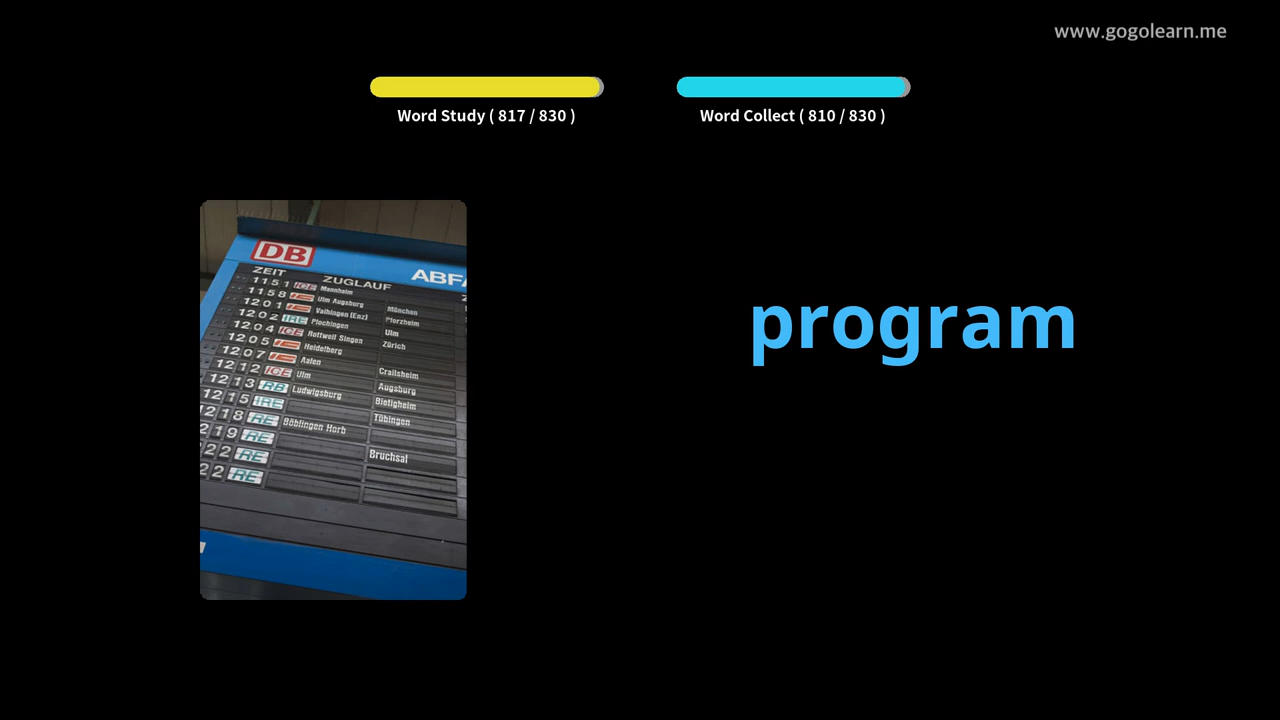 www.gogolearn.me
Word Study ( 817 / 830 )
Word Collect ( 810 / 830 )
program
DB
ABFA
ZEIT ZUGLAUF
1151 ICE Mannheim
1158 Ulm Augsburg München
1201 Vaihingen (Enz) Pforzheim
1202 IRE Plochingen Ulm
1204 ICE Rottweil Singen Zürich
1205 Heidelberg
1207 Aalen Crailsheim
1212 ICE Ulm Augsburg
1213 RB Ludwigsburg Bietigheim
1215 IRE Tübingen
1218 RE Böblingen Horb
219 RE
22 RE Bruchsal
22 RE